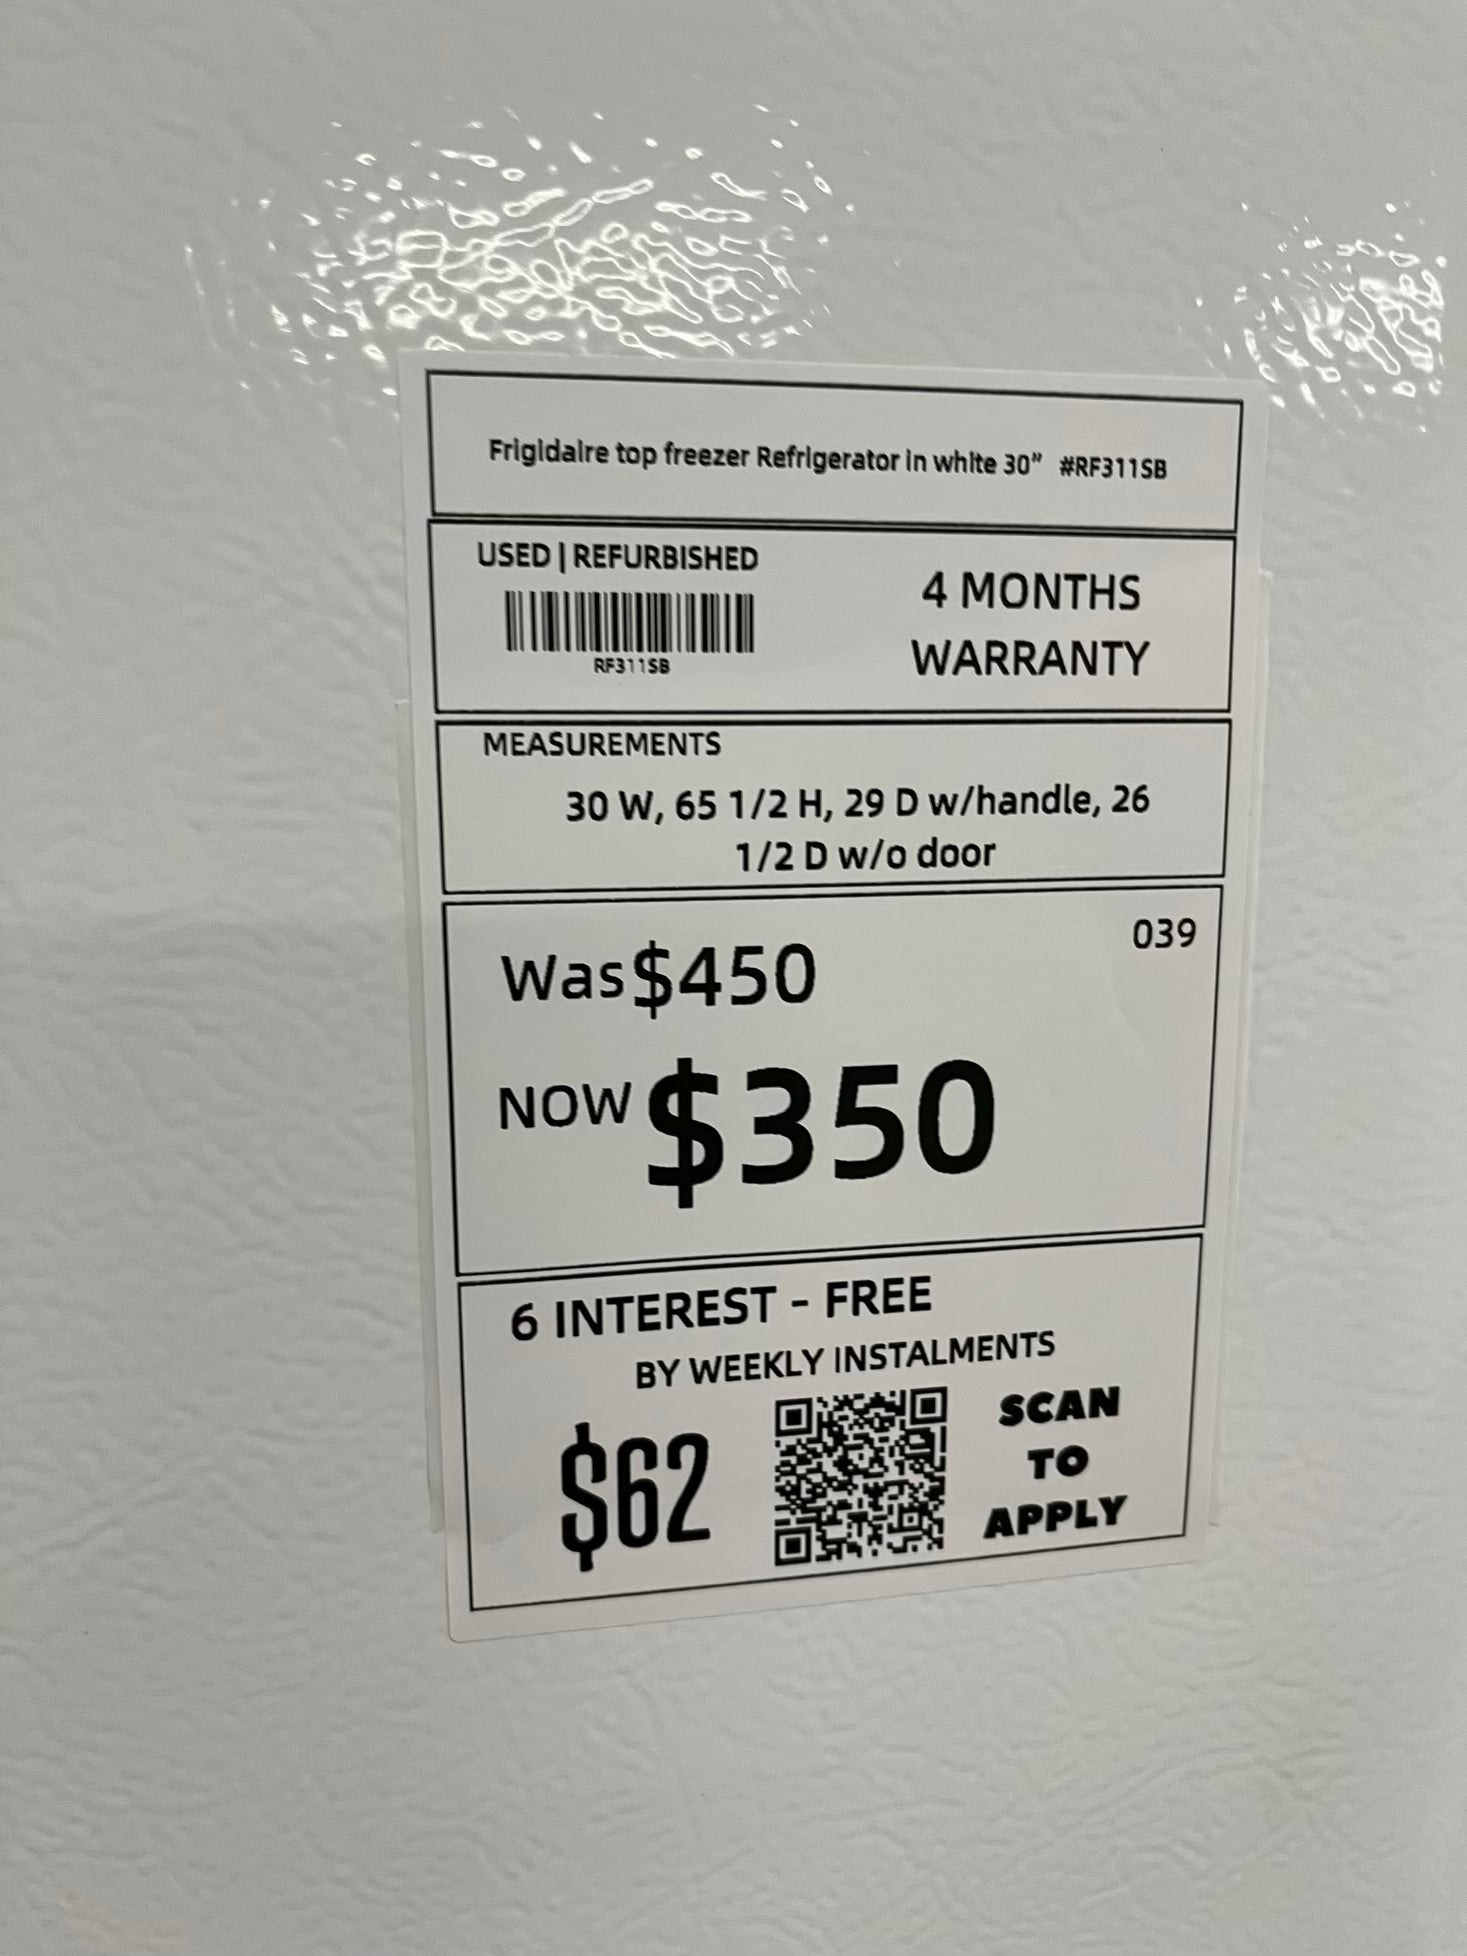 Frigidaire top freezer Refrigerator in white 30" #RF311SB
USED | REFURBISHED
RF311SB
4 MONTHS
WARRANTY
MEASUREMENTS
30 W, 65 1/2 H, 29 D w/handle, 26
1/2 D w/o door
039
Was $450
NOW $350
6 INTEREST - FREE
BY WEEKLY INSTALMENTS
$62
SCAN
TO
APPLY